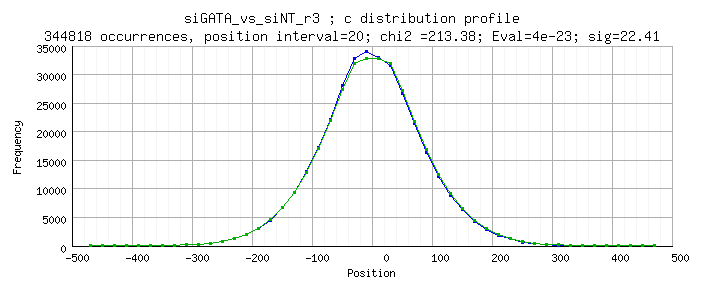 siGATA_vs_siNT_r3 ; c distribution profile
344818 occurrences, position interval=20; chi2 =213.38; Eval=4e-23; sig=22.41
35000
30000
25000
20000
15000
10000
5000
0
Frequency
-500 -400 -300 -200 -100 0 100 200 300 400 500
Position